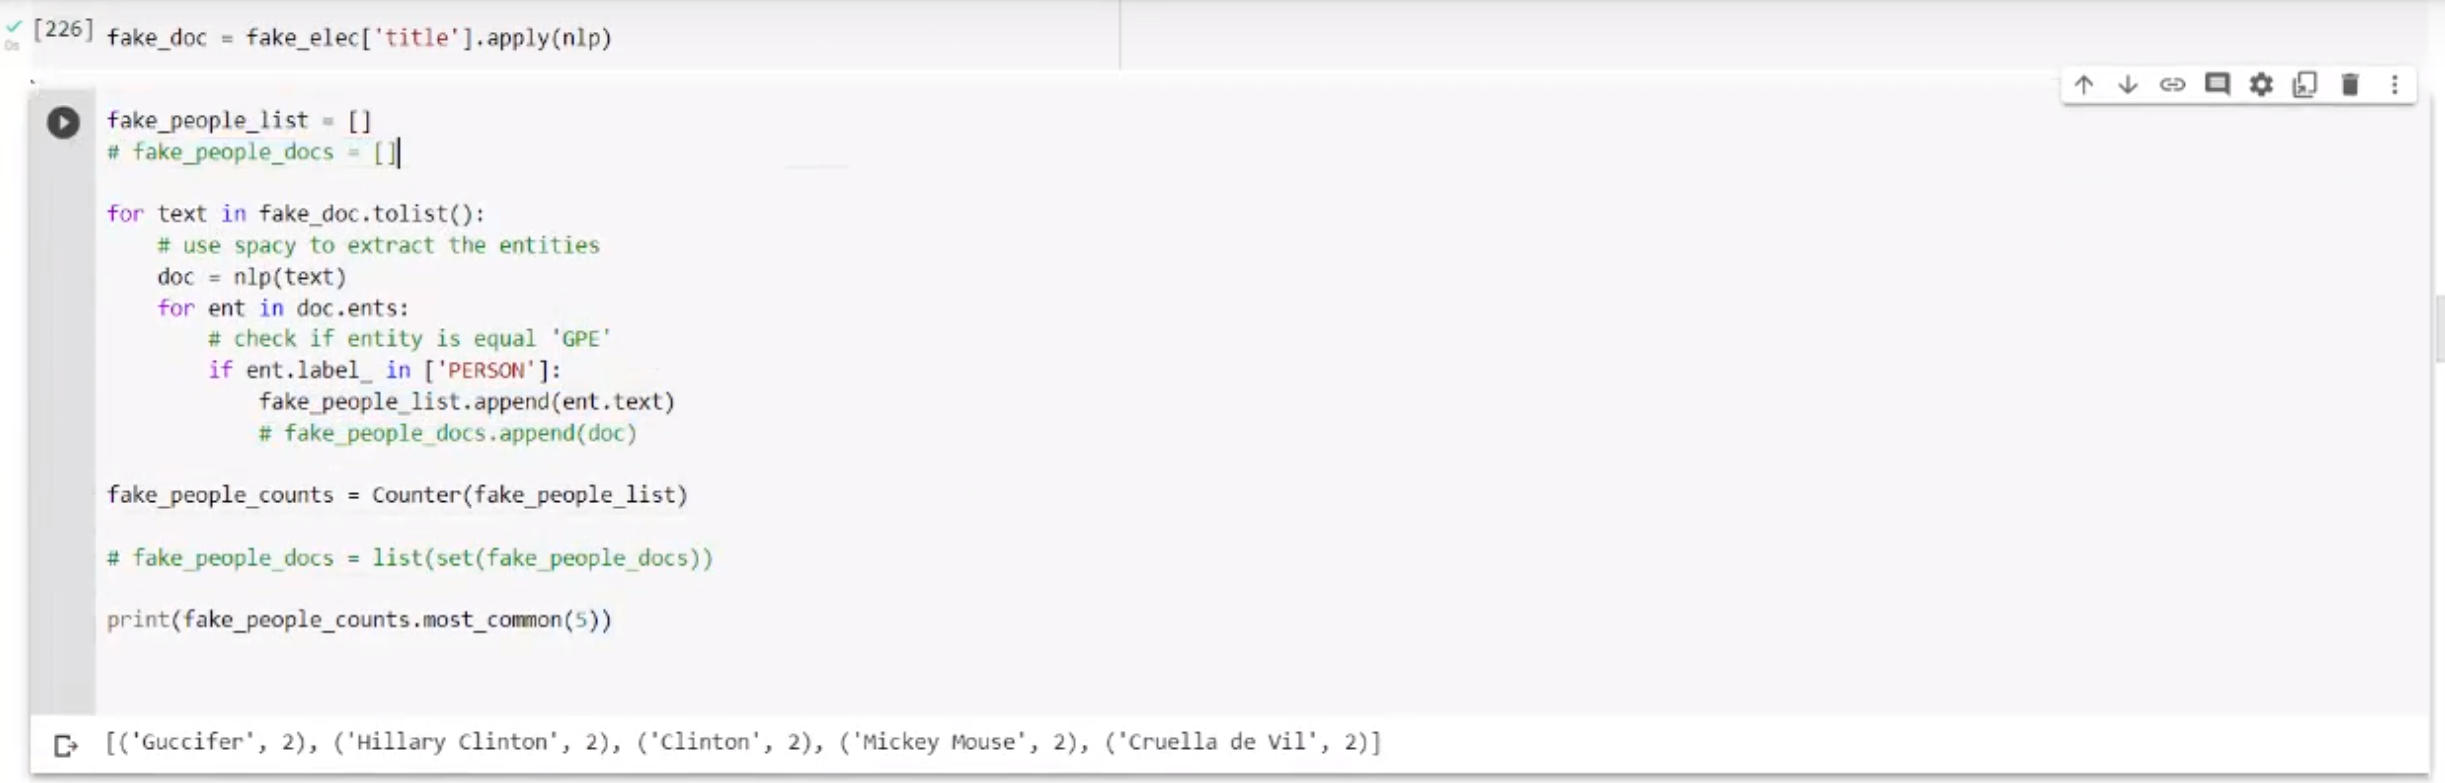 [226] fake_doc = fake_elec['title'].apply(nlp)
0s
fake_people_list = []
# fake_people_docs = []
for text in fake_doc.tolist():
# use spacy to extract the entities
doc = nlp(text)
for ent in doc.ents:
# check if entity is equal 'GPE'
if ent.label_ in ['PERSON']:
fake_people_list.append(ent.text)
# fake_people_docs.append(doc)
fake_people_counts = Counter(fake_people_list)
# fake_people_docs = list(set(fake_people_docs))
print(fake_people_counts.most_common(5))
[('Guccifer', 2), ('Hillary Clinton', 2), ('Clinton', 2), ('Mickey Mouse', 2), ('Cruella de Vil', 2)]